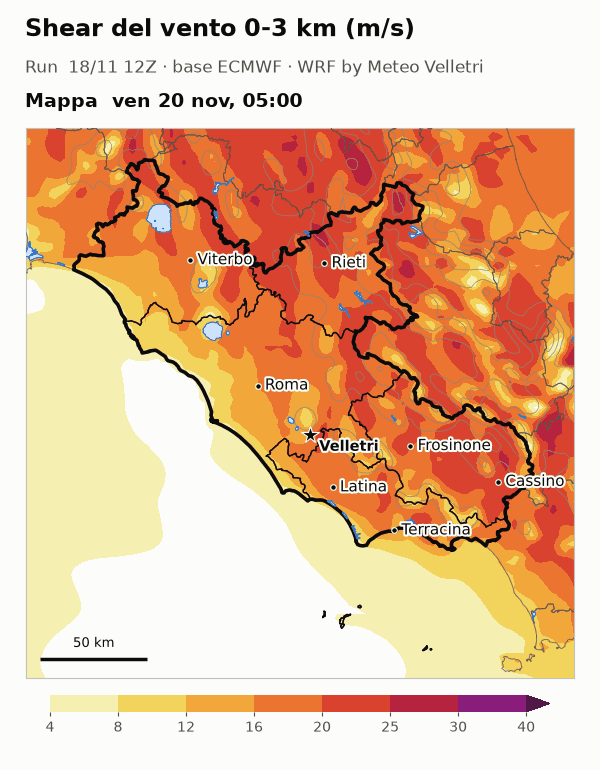 Shear del vento 0-3 km (m/s)
Run  18/11 12Z · base ECMWF · WRF by Meteo Velletri
Mappa  ven 20 nov, 05:00
Viterbo
Rieti
Roma
Velletri
Frosinone
Latina
Cassino
Terracina
50 km
4 8 12 16 20 25 30 40